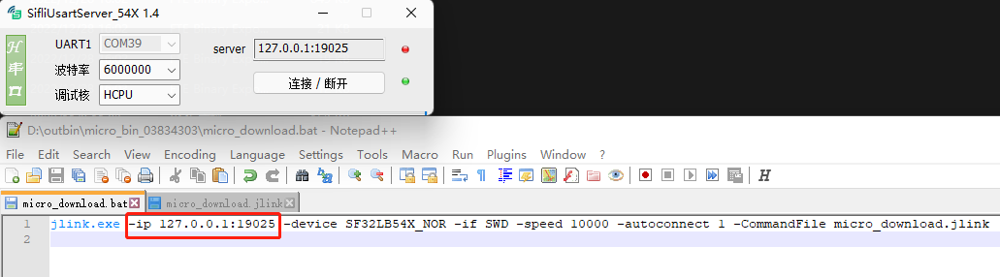 SifliUsartServer_54X 1.4
UART1 COM39 server 127.0.0.1:19025
波特率 6000000 连接 / 断开
调试核 HCPU
串口
D:\outbin\micro_bin_03834303\micro_download.bat - Notepad++
File Edit Search View Encoding Language Settings Tools Macro Run Plugins Window ?
micro_download.bat micro_download.jlink
1 jlink.exe -ip 127.0.0.1:19025 -device SF32LB54X_NOR -if SWD -speed 10000 -autoconnect 1 -CommandFile micro_download.jlink
2